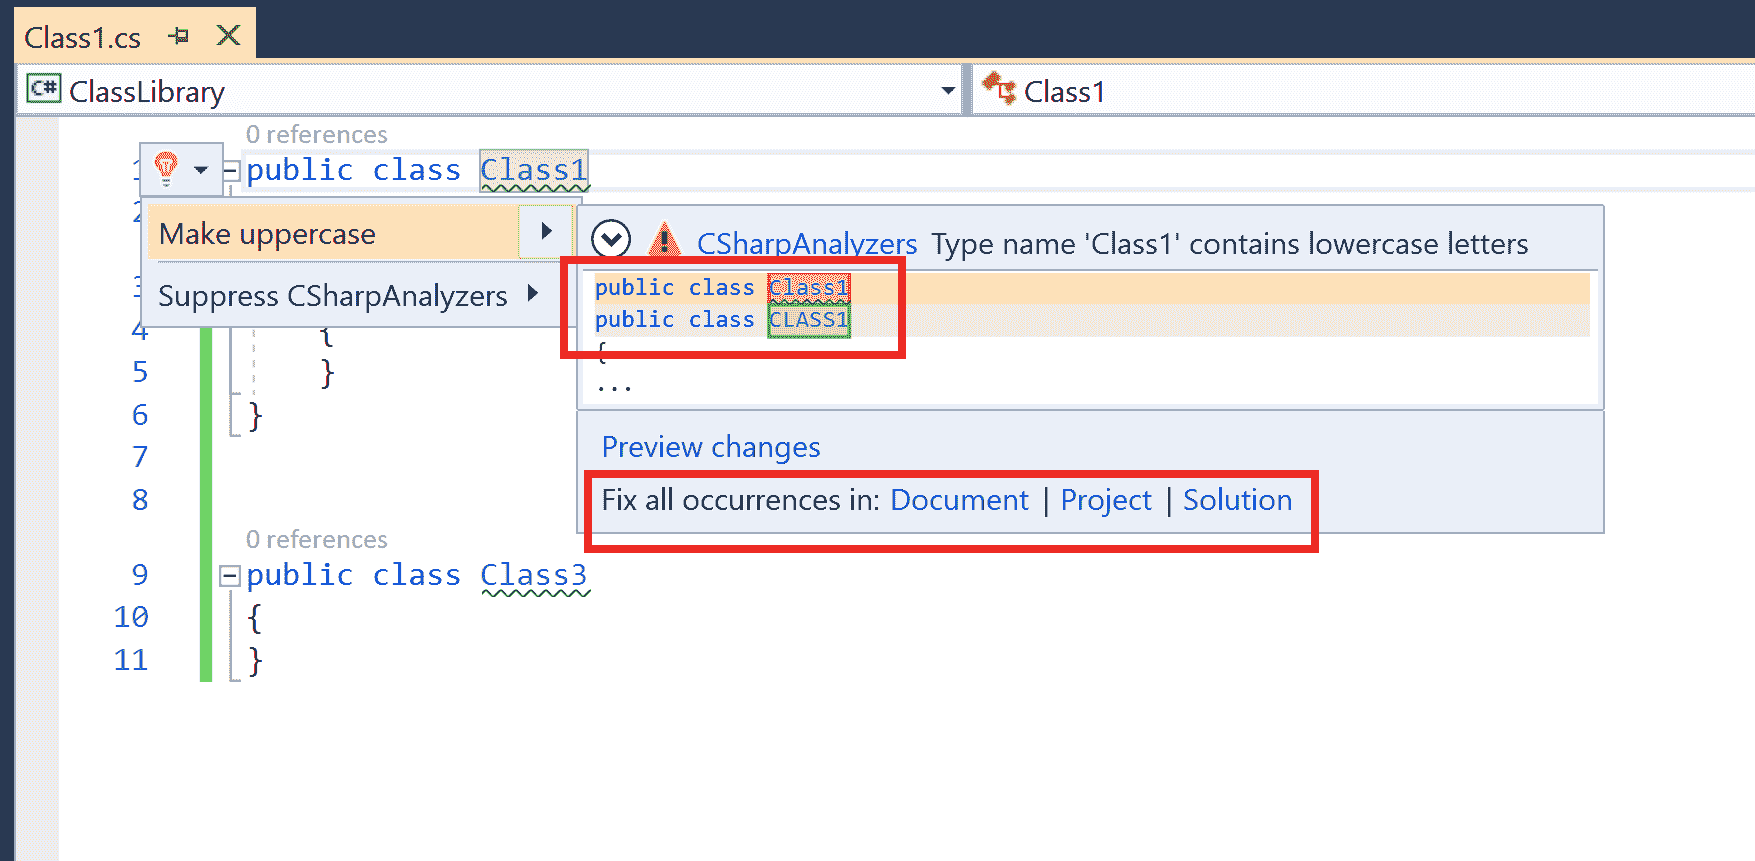 Class1.cs
C# ClassLibrary
Class1
0 references
1 public class Class1
2
Make uppercase
Suppress CSharpAnalyzers
CSharpAnalyzers Type name 'Class1' contains lowercase letters
public class Class1
public class CLASS1
{
...
Preview changes
Fix all occurrences in: Document | Project | Solution
3
4 {
5 }
6 }
7
8
0 references
9 public class Class3
10 {
11 }